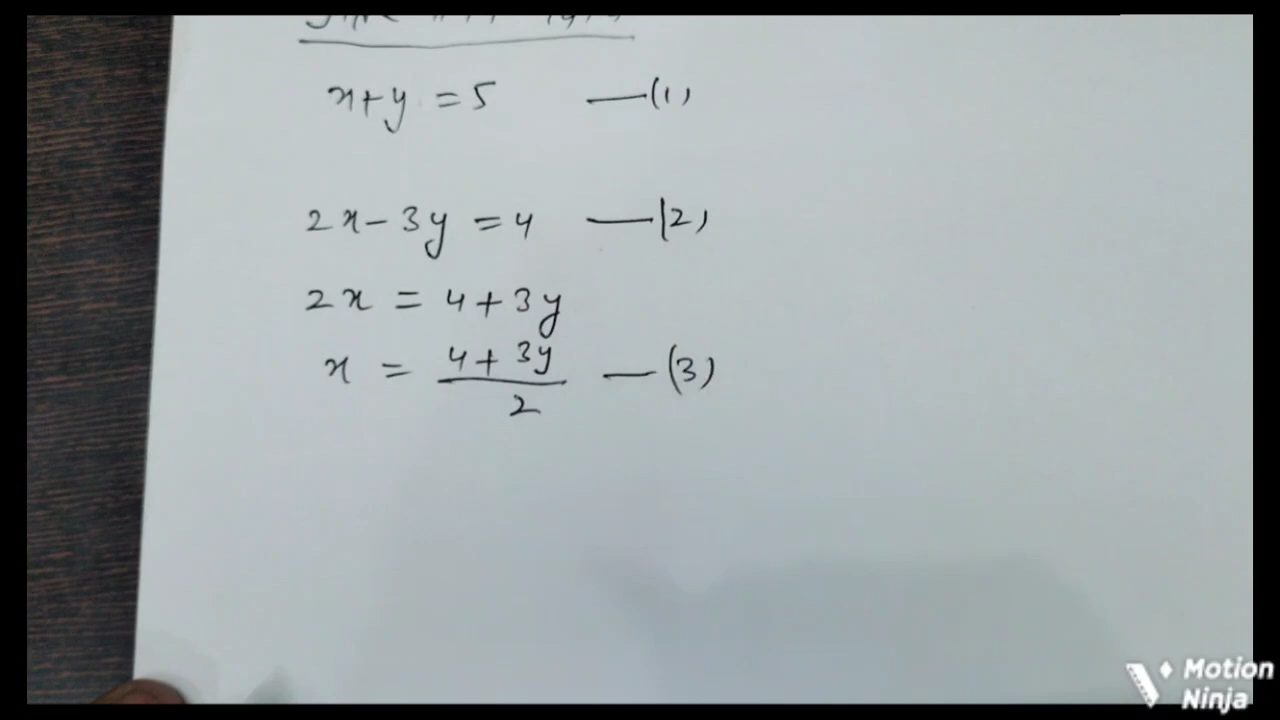 x+y = 5 —(1)
2x-3y = 4 —(2)
2x = 4+3y
x = 4+3y —(3)
2
Motion
Ninja